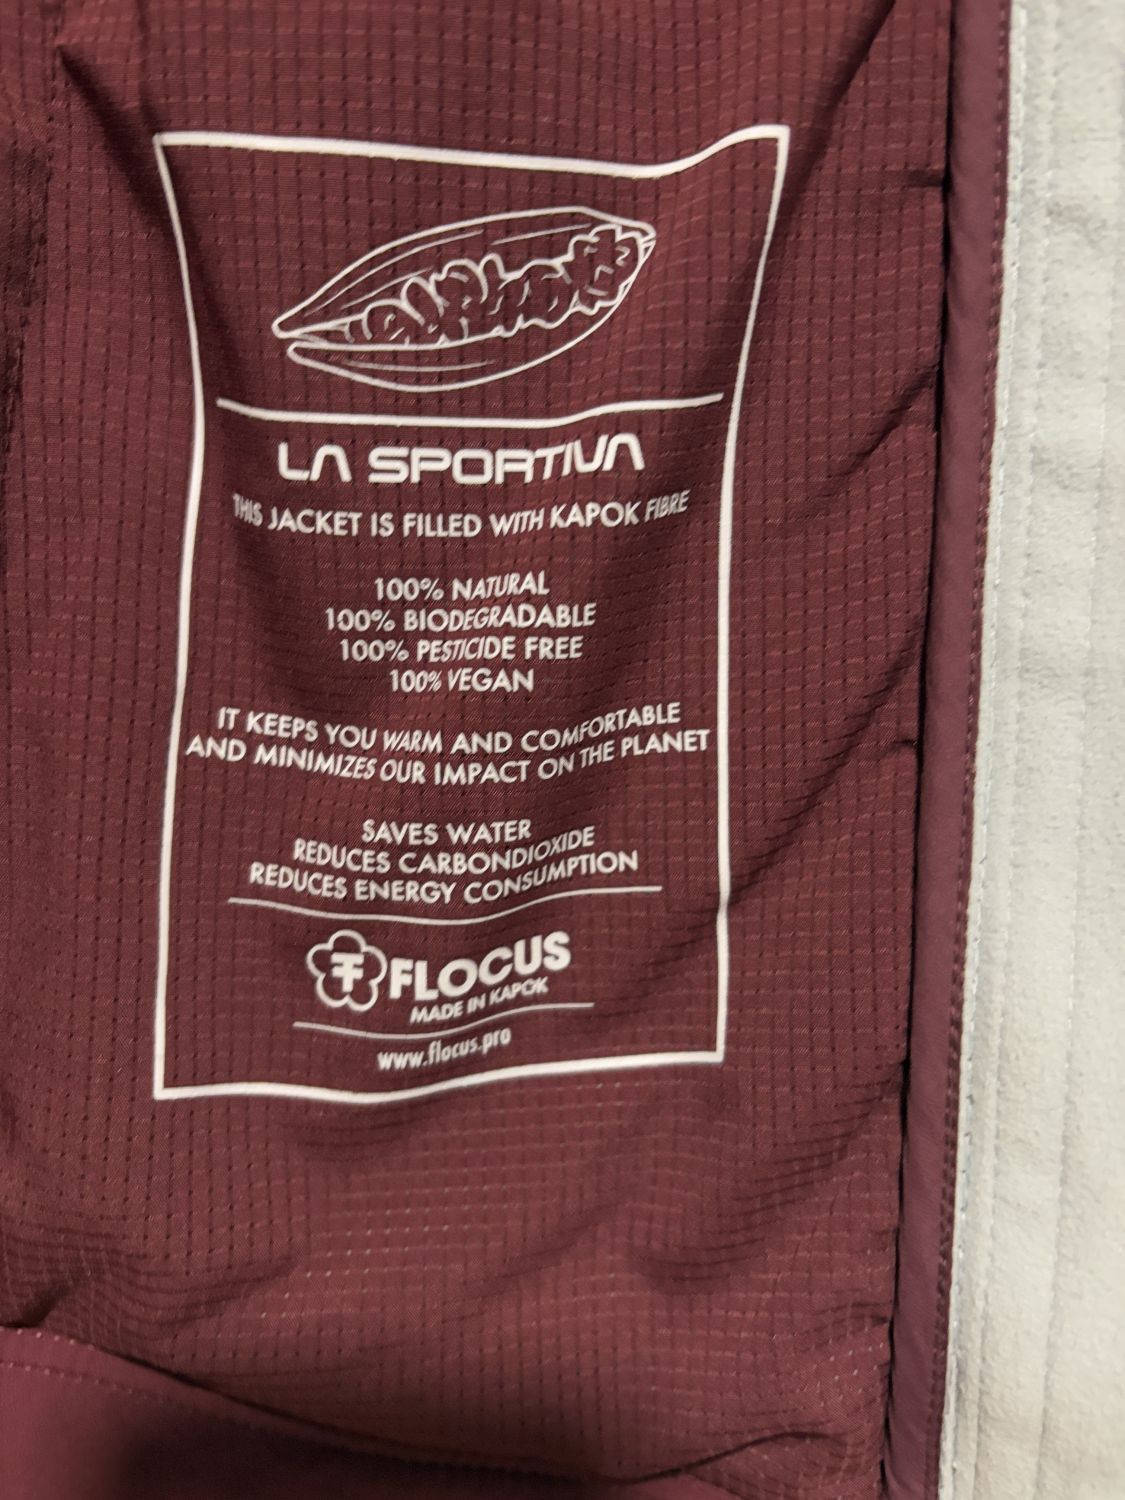 LA SPORTIVA
THIS JACKET IS FILLED WITH KAPOK FIBRE
100% NATURAL
100% BIODEGRADABLE
100% PESTICIDE FREE
100% VEGAN
IT KEEPS YOU WARM AND COMFORTABLE
AND MINIMIZES OUR IMPACT ON THE PLANET
SAVES WATER
REDUCES CARBONDIOXIDE
REDUCES ENERGY CONSUMPTION
FLOCUS
MADE IN KAPOK
www.flocus.pro